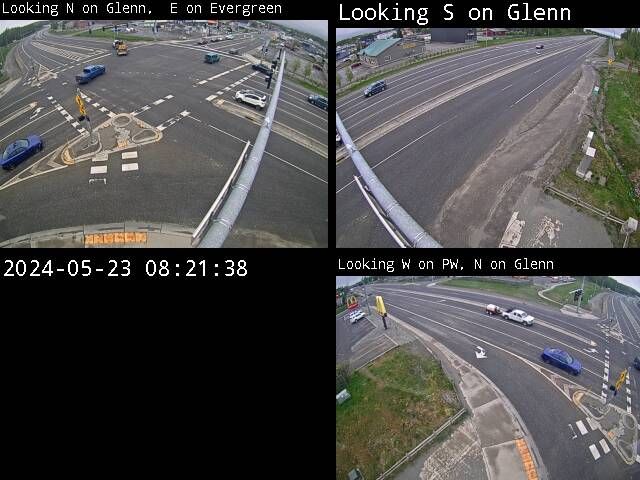 Looking N on Glenn,  E on Evergreen
Looking S on Glenn
2024-05-23 08:21:38
Looking W on PW, N on Glenn